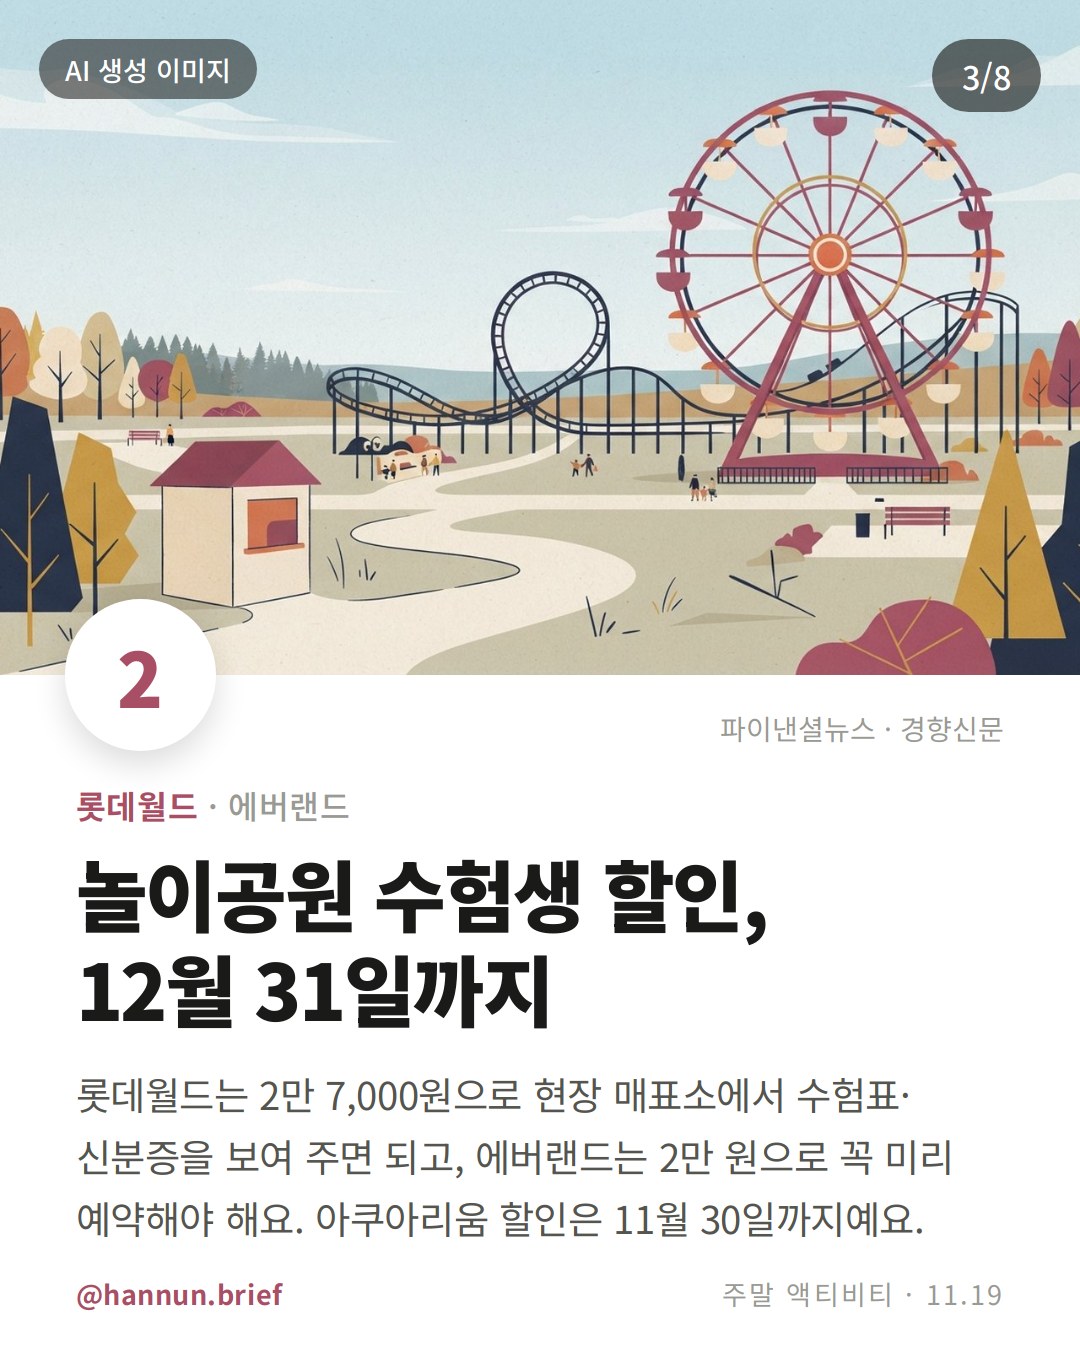 AI 생성 이미지
3/8
2
파이낸셜뉴스 · 경향신문
롯데월드 · 에버랜드
놀이공원 수험생 할인,
12월 31일까지
롯데월드는 2만 7,000원으로 현장 매표소에서 수험표·
신분증을 보여 주면 되고, 에버랜드는 2만 원으로 꼭 미리
예약해야 해요. 아쿠아리움 할인은 11월 30일까지예요.
@hannun.brief
주말 액티비티 · 11.19